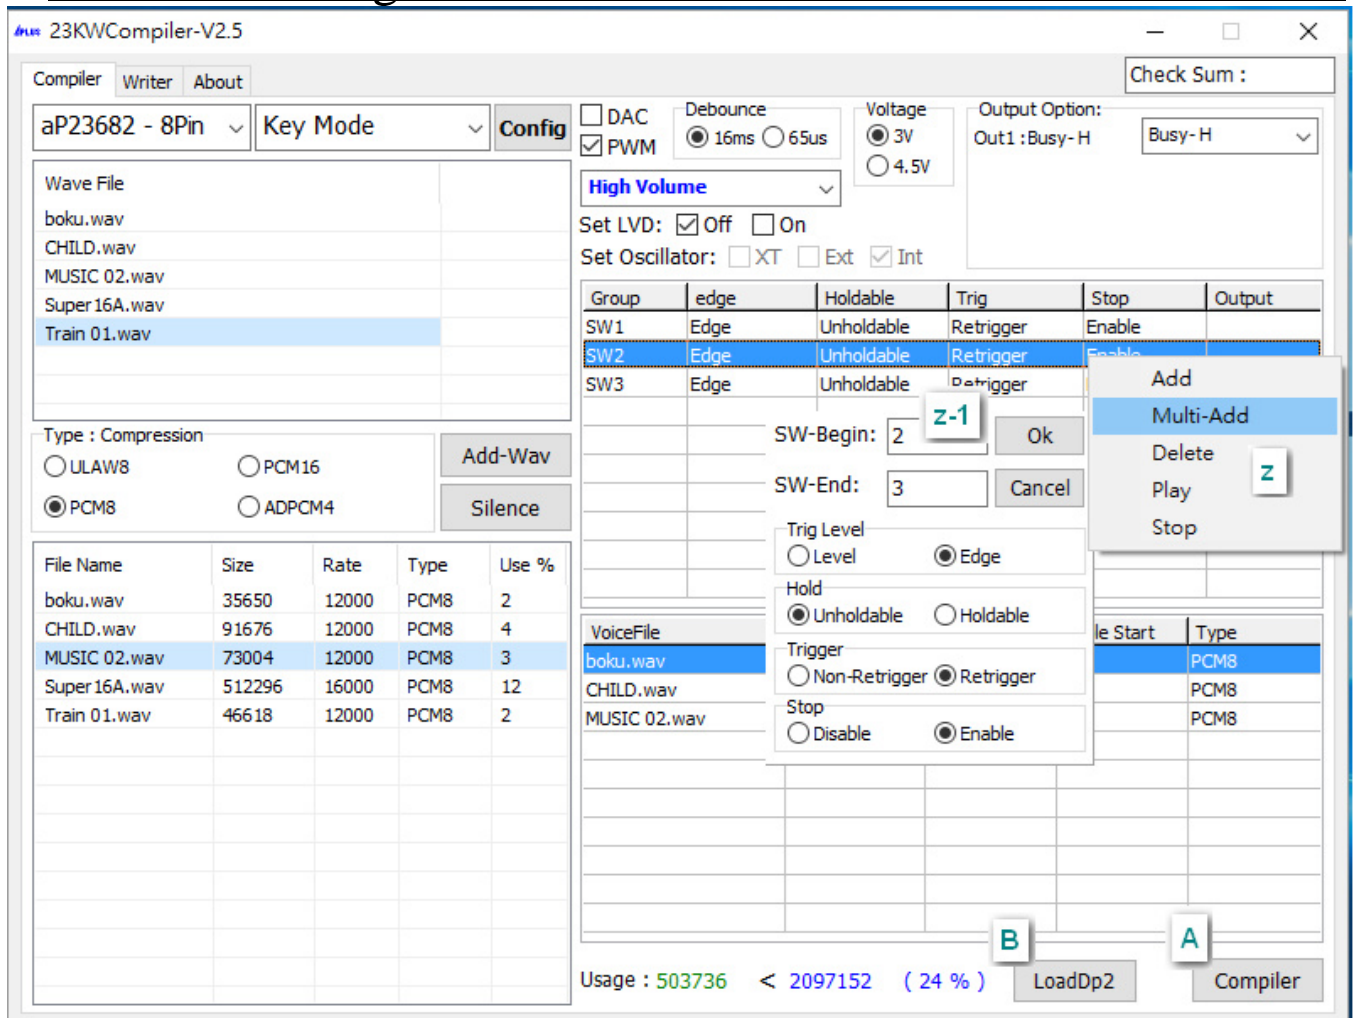 23KWCompiler-V2.5
Compiler Writer About
Check Sum :
aP23682 - 8Pin Key Mode Config
DAC
PWM
Debounce
16ms 65us
Voltage
3V
4.5V
Output Option:
Out1 :Busy- H Busy- H
High Volume
Set LVD: Off On
Set Oscillator: XT Ext Int
Wave File
boku.wav
CHILD.wav
MUSIC 02.wav
Super16A.wav
Train 01.wav
Group edge Holdable Trig Stop Output
SW1 Edge Unholdable Retrigger Enable
SW2 Edge Unholdable Retrigger Enable
SW3 Edge Unholdable Retrigger
Add
Multi-Add
Delete
Play
Stop
z
z-1
SW-Begin: 2 Ok
SW-End: 3 Cancel
Trig Level
Level Edge
Hold
Unholdable Holdable
Trigger
Non-Retrigger Retrigger
Stop
Disable Enable
Type : Compression
ULAW8 PCM16
PCM8 ADPCM4
Add-Wav
Silence
File Name Size Rate Type Use %
boku.wav 35650 12000 PCM8 2
CHILD.wav 91676 12000 PCM8 4
MUSIC 02.wav 73004 12000 PCM8 3
Super16A.wav 512296 16000 PCM8 12
Train 01.wav 46618 12000 PCM8 2
VoiceFile le Start Type
boku.wav PCM8
CHILD.wav PCM8
MUSIC 02.wav PCM8
B A
Usage : 503736 < 2097152 ( 24 % ) LoadDp2 Compiler